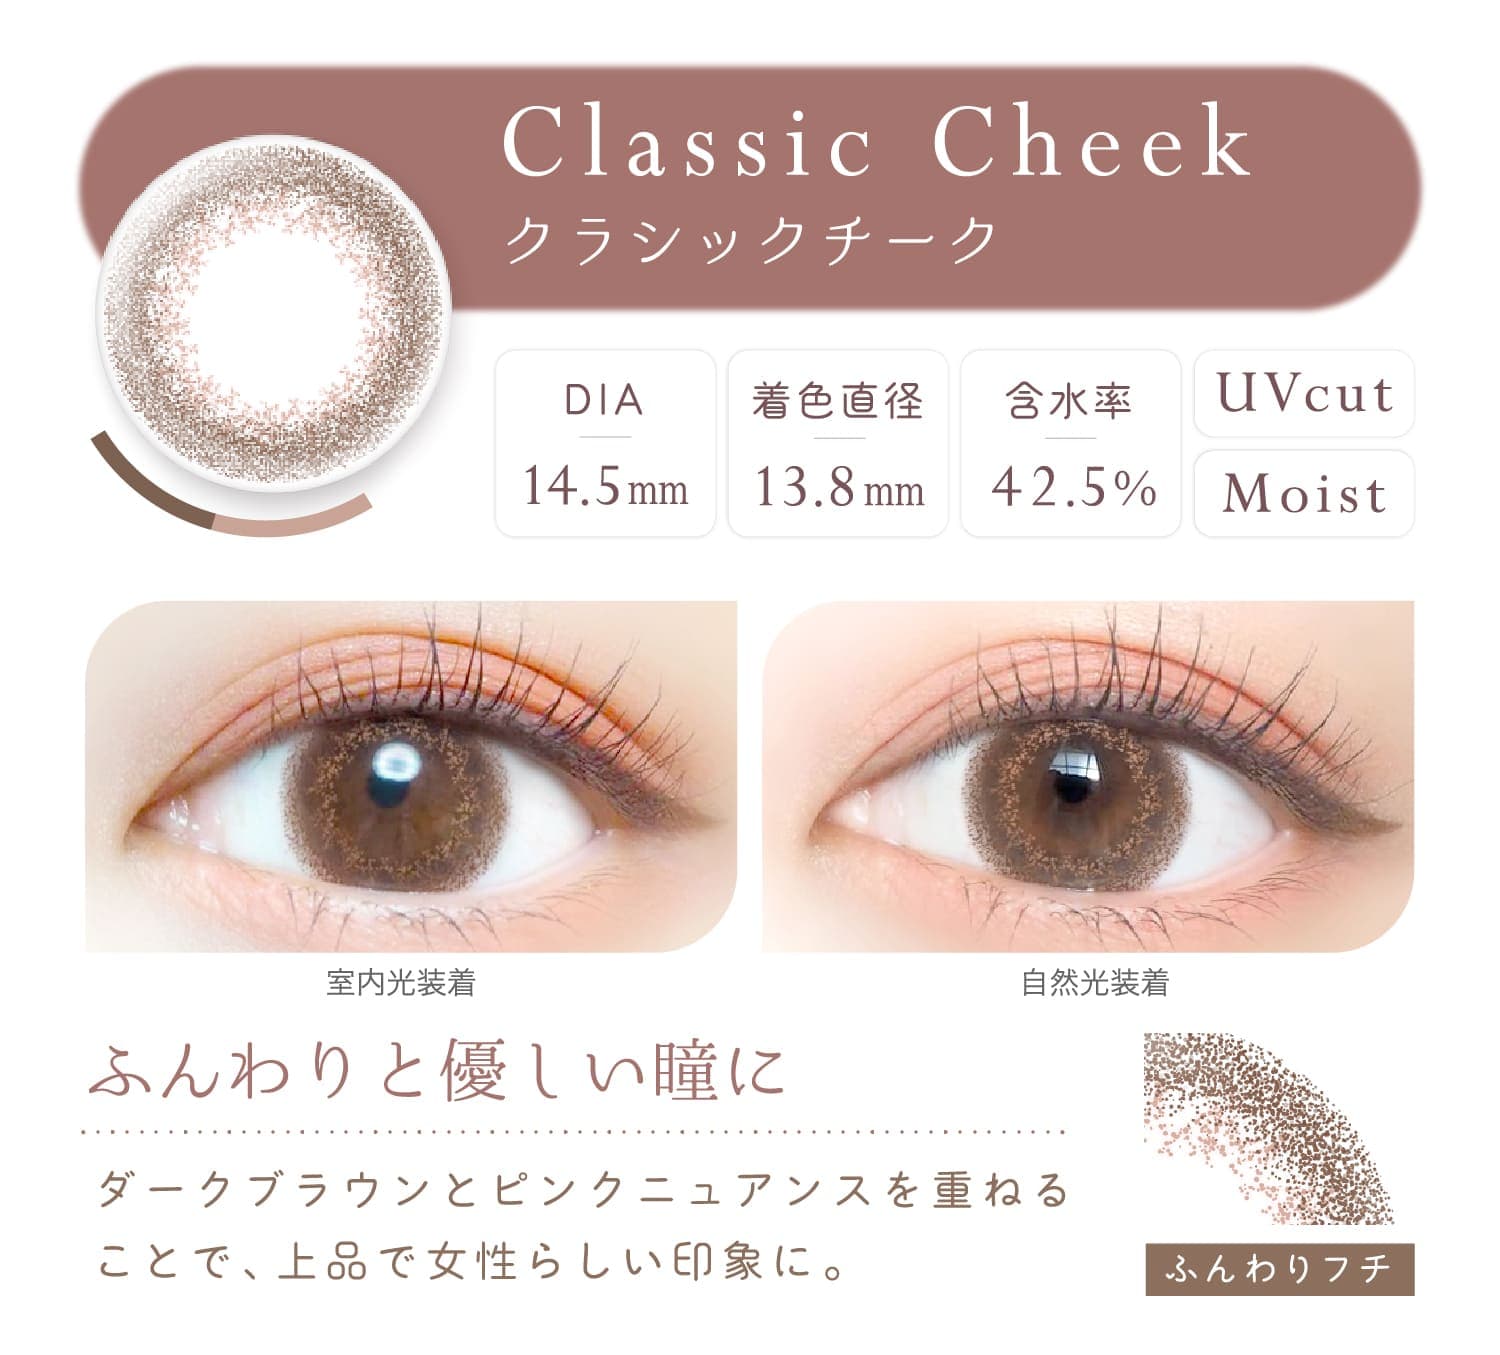 Classic Cheek
クラシックチーク
DIA
14.5mm
着色直径
13.8mm
含水率
42.5%
UVcut
Moist
室内光装着
自然光装着
ふんわりと優しい瞳に
ダークブラウンとピンクニュアンスを重ねる
ことで、上品で女性らしい印象に。
ふんわりフチ